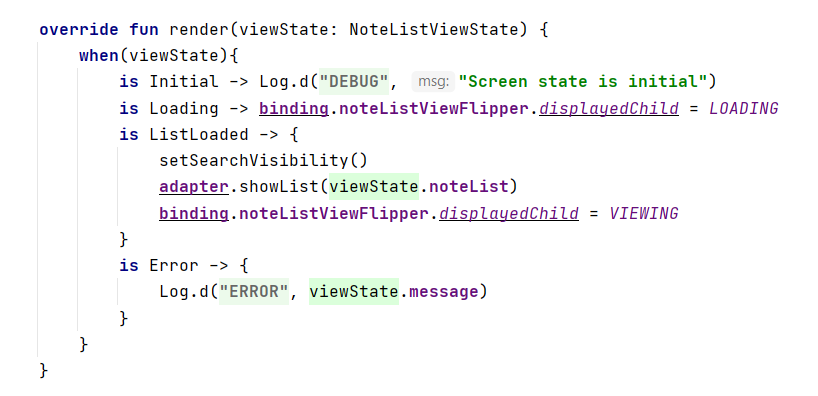 override fun render(viewState: NoteListViewState) {
    when(viewState){
        is Initial -> Log.d("DEBUG", msg: "Screen state is initial")
        is Loading -> binding.noteListViewFlipper.displayedChild = LOADING
        is ListLoaded -> {
            setSearchVisibility()
            adapter.showList(viewState.noteList)
            binding.noteListViewFlipper.displayedChild = VIEWING
        }
        is Error -> {
            Log.d("ERROR", viewState.message)
        }
    }
}